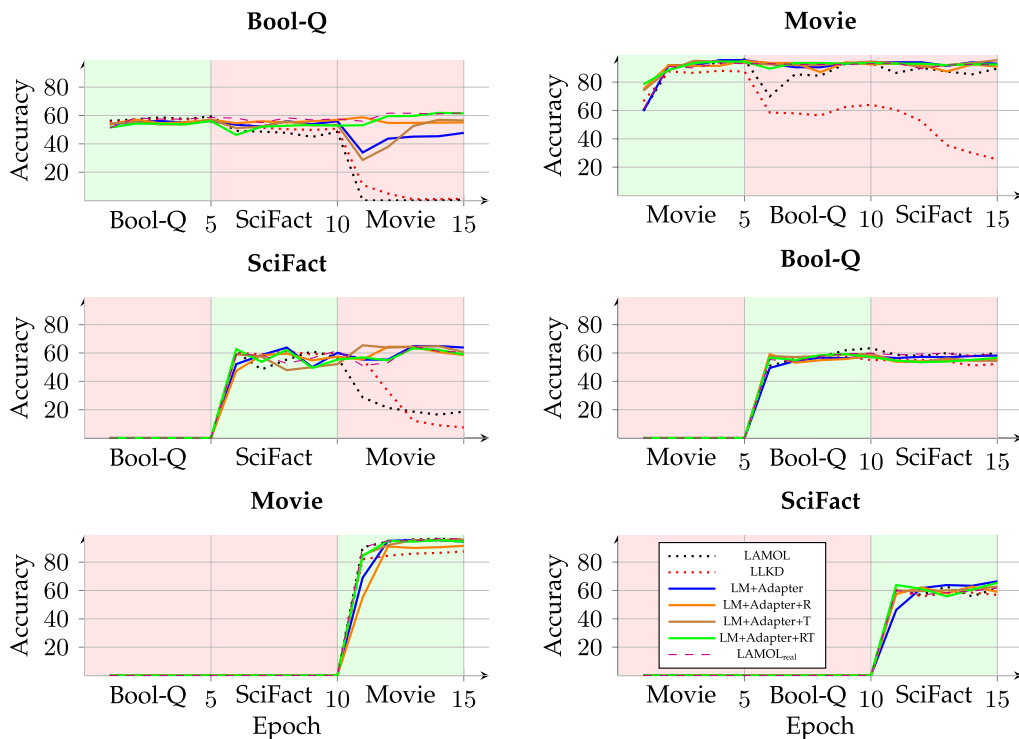 Bool-Q
Accuracy
80
60
40
20
Bool-Q
5
SciFact
10
Movie
15
Movie
Accuracy
80
60
40
20
Movie
5
Bool-Q
10
SciFact
15
SciFact
Accuracy
80
60
40
20
Bool-Q
5
SciFact
10
Movie
15
Bool-Q
Accuracy
80
60
40
20
Movie
5
Bool-Q
10
SciFact
15
Movie
Accuracy
80
60
40
20
Bool-Q
5
SciFact
10
Movie
15
Epoch
SciFact
Accuracy
80
60
40
20
LAMOL
LLKD
LM+Adapter
LM+Adapter+R
LM+Adapter+T
LM+Adapter+RT
LAMOLreal
Movie
5
Bool-Q
10
SciFact
15
Epoch